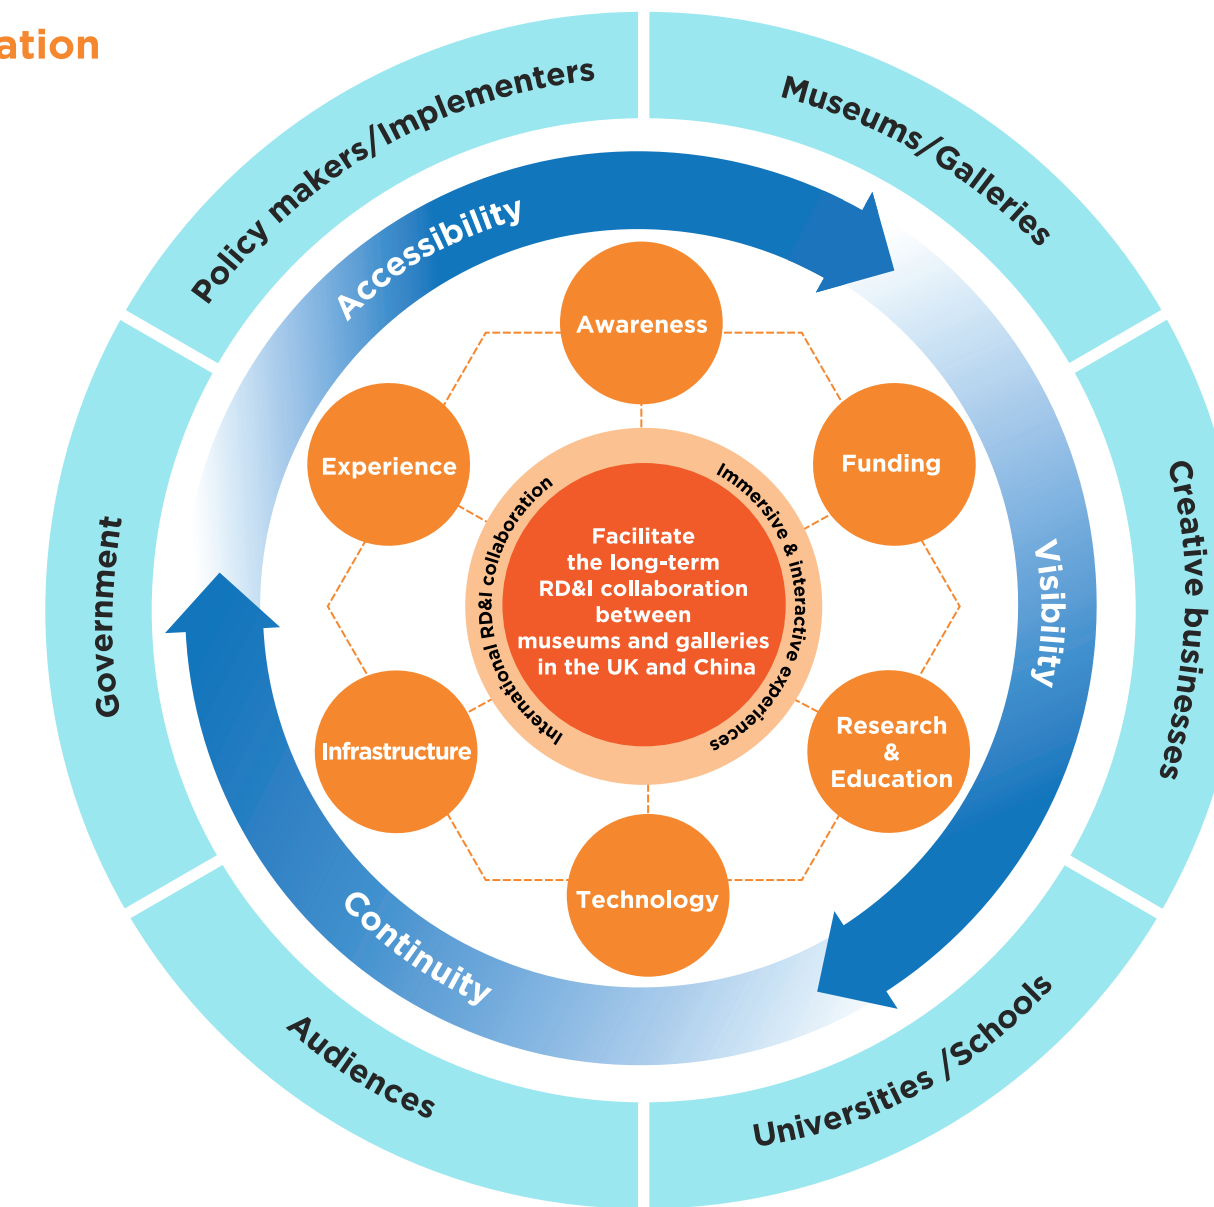 ation
Policy makers/Implementers
Museums/Galleries
Creative businesses
Universities /Schools
Audiences
Government
Accessibility
Visibility
Continuity
Awareness
Funding
Research
&
Education
Technology
Infrastructure
Experience
International RD&I collaboration
Immersive & interactive experiences
Facilitate
the long-term
RD&I collaboration
between
museums and galleries
in the UK and China